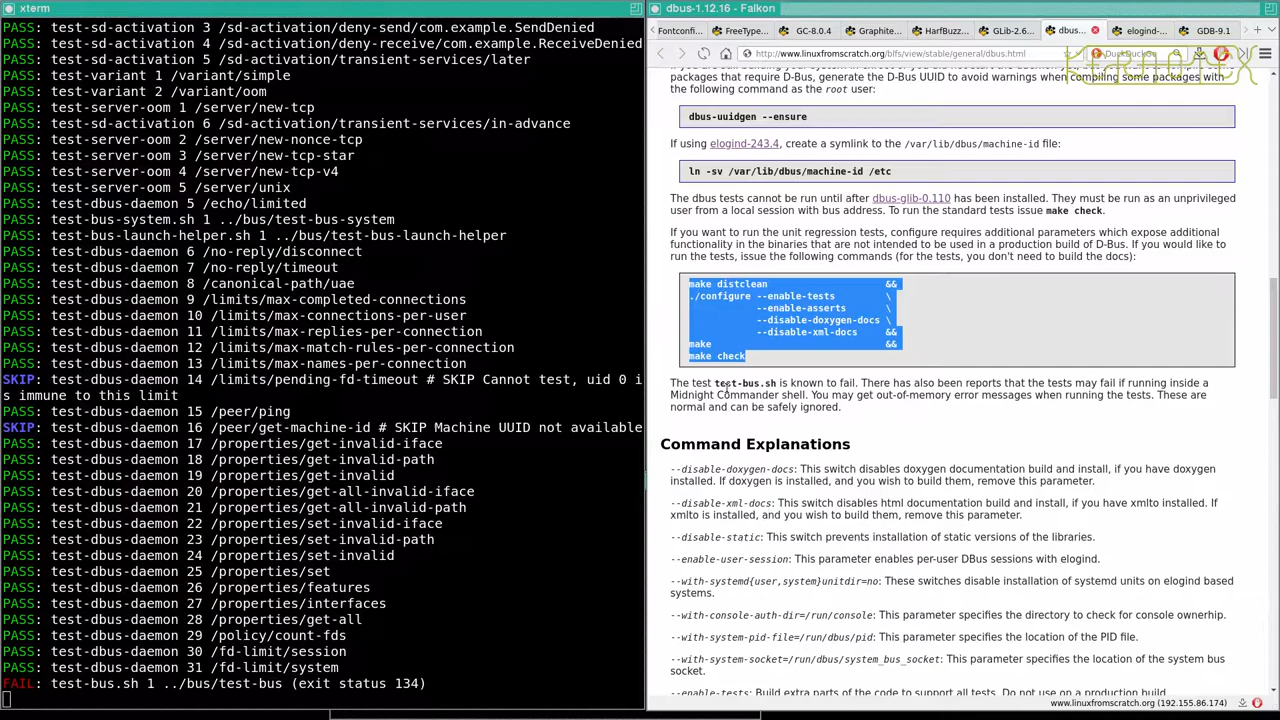 xterm
PASS: test-sd-activation 3 /sd-activation/deny-send/com.example.SendDenied
PASS: test-sd-activation 4 /sd-activation/deny-receive/com.example.ReceiveDenied
PASS: test-sd-activation 5 /sd-activation/transient-services/later
PASS: test-variant 1 /variant/simple
PASS: test-variant 2 /variant/oom
PASS: test-server-oom 1 /server/new-tcp
PASS: test-sd-activation 6 /sd-activation/transient-services/in-advance
PASS: test-server-oom 2 /server/new-nonce-tcp
PASS: test-server-oom 3 /server/new-tcp-star
PASS: test-server-oom 4 /server/new-tcp-v4
PASS: test-server-oom 5 /server/unix
PASS: test-dbus-daemon 5 /echo/limited
PASS: test-bus-system.sh 1 ../bus/test-bus-system
PASS: test-bus-launch-helper.sh 1 ../bus/test-bus-launch-helper
PASS: test-dbus-daemon 6 /no-reply/disconnect
PASS: test-dbus-daemon 7 /no-reply/timeout
PASS: test-dbus-daemon 8 /canonical-path/uae
PASS: test-dbus-daemon 9 /limits/max-completed-connections
PASS: test-dbus-daemon 10 /limits/max-connections-per-user
PASS: test-dbus-daemon 11 /limits/max-replies-per-connection
PASS: test-dbus-daemon 12 /limits/max-match-rules-per-connection
PASS: test-dbus-daemon 13 /limits/max-names-per-connection
SKIP: test-dbus-daemon 14 /limits/pending-fd-timeout # SKIP Cannot test, uid 0 i
s immune to this limit
PASS: test-dbus-daemon 15 /peer/ping
SKIP: test-dbus-daemon 16 /peer/get-machine-id # SKIP Machine UUID not available
PASS: test-dbus-daemon 17 /properties/get-invalid-iface
PASS: test-dbus-daemon 18 /properties/get-invalid-path
PASS: test-dbus-daemon 19 /properties/get-invalid
PASS: test-dbus-daemon 20 /properties/get-all-invalid-iface
PASS: test-dbus-daemon 21 /properties/get-all-invalid-path
PASS: test-dbus-daemon 22 /properties/set-invalid-iface
PASS: test-dbus-daemon 23 /properties/set-invalid-path
PASS: test-dbus-daemon 24 /properties/set-invalid
PASS: test-dbus-daemon 25 /properties/set
PASS: test-dbus-daemon 26 /properties/features
PASS: test-dbus-daemon 27 /properties/interfaces
PASS: test-dbus-daemon 28 /properties/get-all
PASS: test-dbus-daemon 29 /policy/count-fds
PASS: test-dbus-daemon 30 /fd-limit/session
PASS: test-dbus-daemon 31 /fd-limit/system
FAIL: test-bus.sh 1 ../bus/test-bus (exit status 134)
dbus-1.12.16 - Falkon
Fontconfi... FreeType... GC-8.0.4 Graphite... HarfBuzz... GLib-2.6... dbus... elogind-... GDB-9.1
http://www.linuxfromscratch.org/blfs/view/stable/general/dbus.html
KERNOTEX
packages that require D-Bus, generate the D-Bus UUID to avoid warnings when compiling some packages with
the following command as the root user:
dbus-uuidgen --ensure
If using elogind-243.4, create a symlink to the /var/lib/dbus/machine-id file:
ln -sv /var/lib/dbus/machine-id /etc
The dbus tests cannot be run until after dbus-glib-0.110 has been installed. They must be run as an unprivileged
user from a local session with bus address. To run the standard tests issue make check.
If you want to run the unit regression tests, configure requires additional parameters which expose additional
functionality in the binaries that are not intended to be used in a production build of D-Bus. If you would like to
run the tests, issue the following commands (for the tests, you don't need to build the docs):
make distclean &&
./configure --enable-tests \
--enable-asserts \
--disable-doxygen-docs \
--disable-xml-docs &&
make &&
make check
The test test-bus.sh is known to fail. There has also been reports that the tests may fail if running inside a
Midnight Commander shell. You may get out-of-memory error messages when running the tests. These are
normal and can be safely ignored.
Command Explanations
--disable-doxygen-docs: This switch disables doxygen documentation build and install, if you have doxygen
installed. If doxygen is installed, and you wish to build them, remove this parameter.
--disable-xml-docs: This switch disables html documentation build and install, if you have xmlto installed. If
xmlto is installed, and you wish to build them, remove this parameter.
--disable-static: This switch prevents installation of static versions of the libraries.
--enable-user-session: This parameter enables per-user DBus sessions with elogind.
--with-systemd{user,system}unitdir=no: These switches disable installation of systemd units on elogind based
systems.
--with-console-auth-dir=/run/console: This parameter specifies the directory to check for console ownerhip.
--with-system-pid-file=/run/dbus/pid: This parameter specifies the location of the PID file.
--with-system-socket=/run/dbus/system_bus_socket: This parameter specifies the location of the system bus
socket.
--enable-tests: Build extra parts of the code to support all tests. Do not use on a production build.
www.linuxfromscratch.org (192.155.86.174)